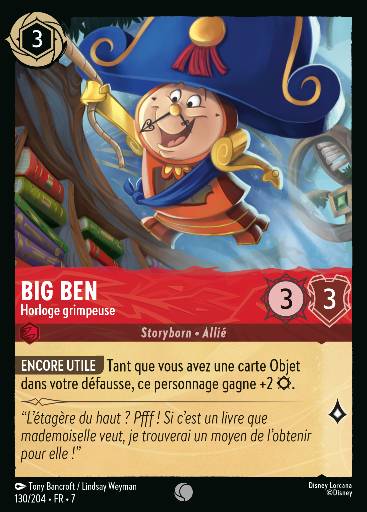 3
BIG BEN
Horloge grimpeuse
3
3
Storyborn • Allié
ENCORE UTILE Tant que vous avez une carte Objet
dans votre défausse, ce personnage gagne +2 .
“L’étagère du haut ? Pfff ! Si c’est un livre que
mademoiselle veut, je trouverai un moyen de l’obtenir
pour elle !”
Tony Bancroft / Lindsay Weyman
130/204 • FR • 7
Disney Lorcana
©Disney